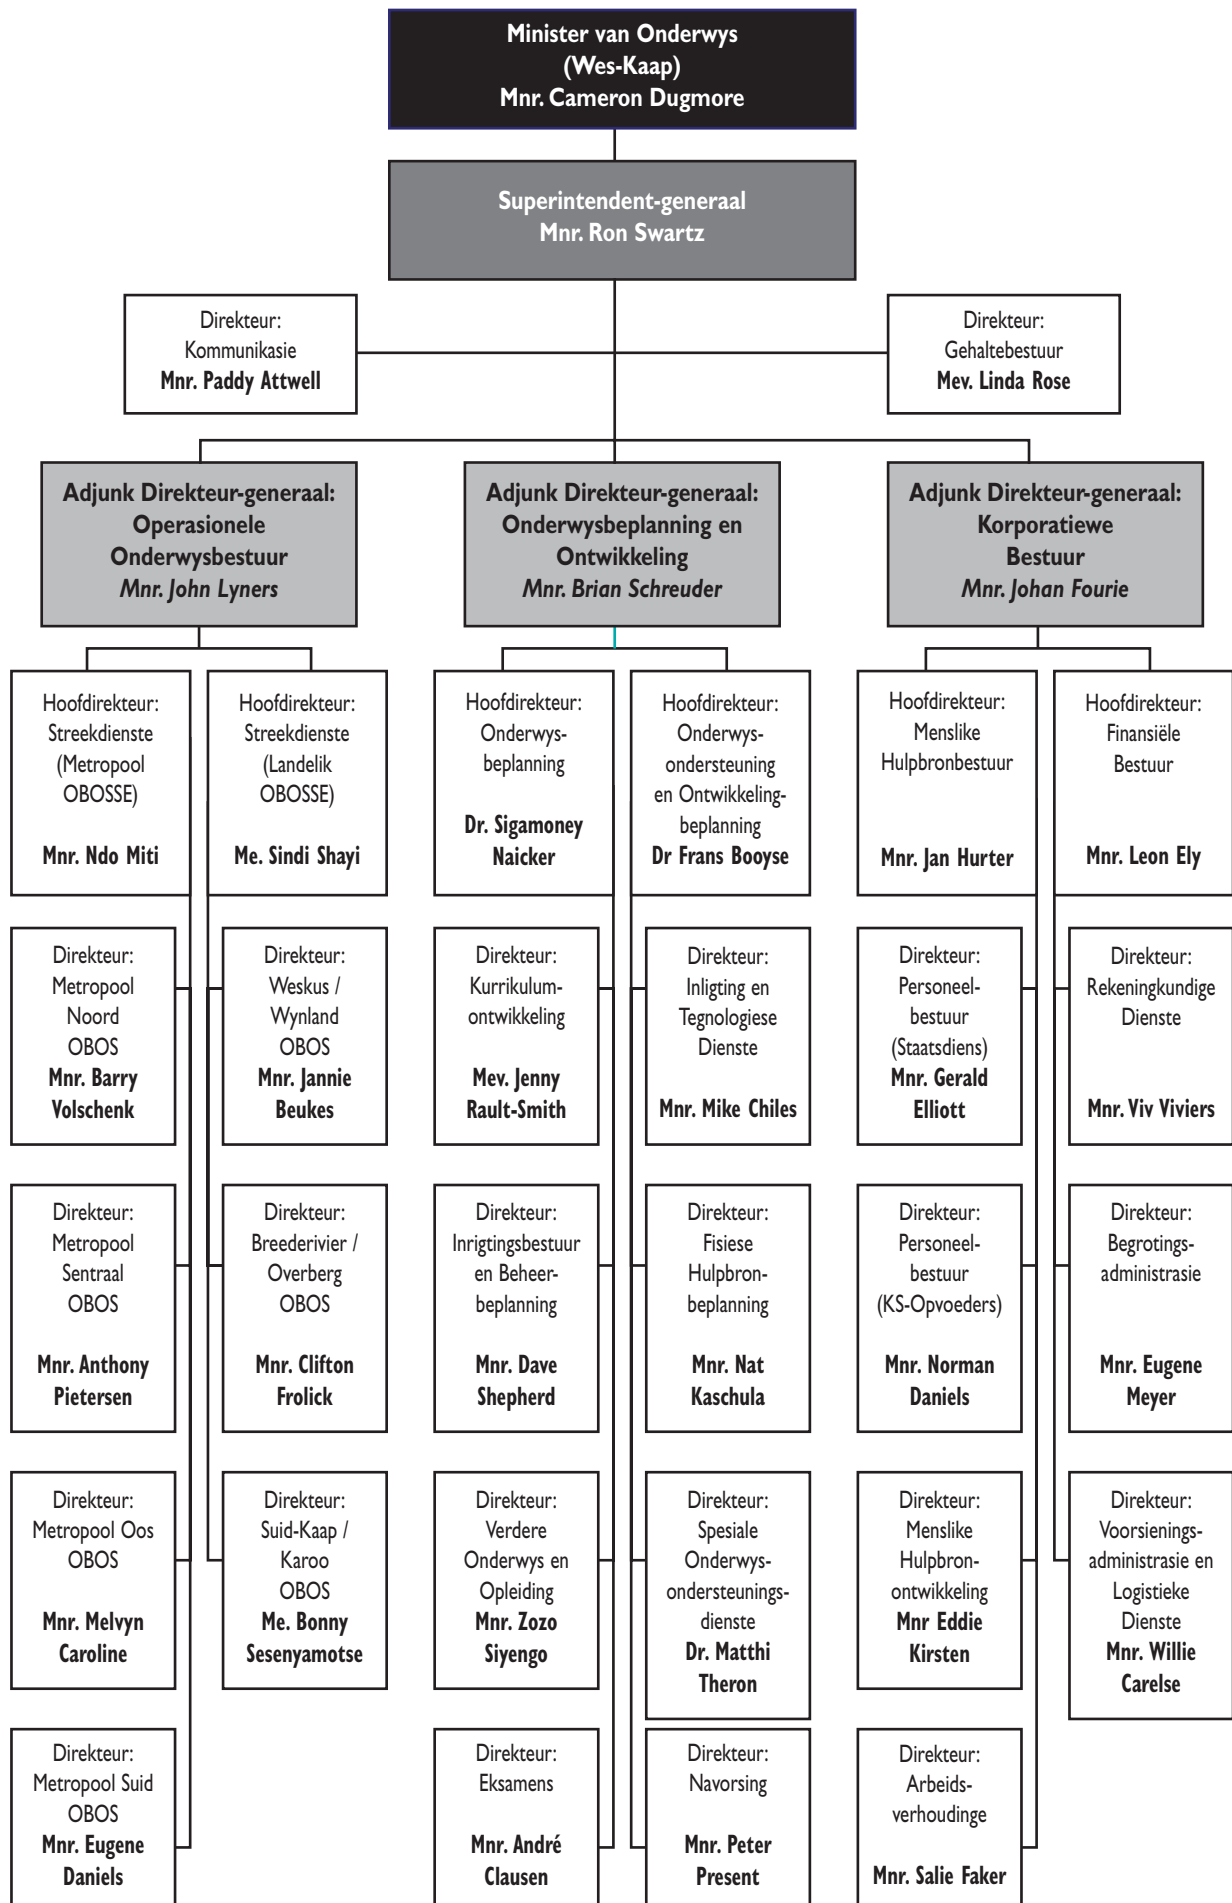 Minister van Onderwys
(Wes-Kaap)
Mnr. Cameron Dugmore
Superintendent-generaal
Mnr. Ron Swartz
Direkteur:
Kommunikasie
Mnr. Paddy Attwell
Direkteur:
Gehaltebestuur
Mev. Linda Rose
Adjunk Direkteur-generaal:
Operasionele
Onderwysbestuur
Mnr. John Lyners
Adjunk Direkteur-generaal:
Onderwysbeplanning en
Ontwikkeling
Mnr. Brian Schreuder
Adjunk Direkteur-generaal:
Korporatiewe
Bestuur
Mnr. Johan Fourie
Hoofdirekteur:
Streekdienste
(Metropool
OBOSSE)
Mnr. Ndo Miti
Hoofdirekteur:
Streekdienste
(Landelik
OBOSSE)
Me. Sindi Shayi
Hoofdirekteur:
Onderwys-
beplanning
Dr. Sigamoney
Naicker
Hoofdirekteur:
Onderwys-
ondersteuning
en Ontwikkeling-
beplanning
Dr Frans Booyse
Hoofdirekteur:
Menslike
Hulpbronbestuur
Mnr. Jan Hurter
Hoofdirekteur:
Finansiële
Bestuur
Mnr. Leon Ely
Direkteur:
Metropool
Noord
OBOS
Mnr. Barry
Volschenk
Direkteur:
Weskus /
Wynland
OBOS
Mnr. Jannie
Beukes
Direkteur:
Kurrikulum-
ontwikkeling
Mev. Jenny
Rault-Smith
Direkteur:
Inligting en
Tegnologiese
Dienste
Mnr. Mike Chiles
Direkteur:
Personeel-
bestuur
(Staatsdiens)
Mnr. Gerald
Elliott
Direkteur:
Rekeningkundige
Dienste
Mnr. Viv Viviers
Direkteur:
Metropool
Sentraal
OBOS
Mnr. Anthony
Pietersen
Direkteur:
Breederivier /
Overberg
OBOS
Mnr. Clifton
Frolick
Direkteur:
Inrigtingsbestuur
en Beheer-
beplanning
Mnr. Dave
Shepherd
Direkteur:
Fisiese
Hulpbron-
beplanning
Mnr. Nat
Kaschula
Direkteur:
Personeel-
bestuur
(KS-Opvoeders)
Mnr. Norman
Daniels
Direkteur:
Begrotings-
administrasie
Mnr. Eugene
Meyer
Direkteur:
Metropool Oos
OBOS
Mnr. Melvyn
Caroline
Direkteur:
Suid-Kaap /
Karoo
OBOS
Me. Bonny
Sesenyamotse
Direkteur:
Verdere
Onderwys en
Opleiding
Mnr. Zozo
Siyengo
Direkteur:
Spesiale
Onderwys-
ondersteunings-
dienste
Dr. Matthi
Theron
Direkteur:
Menslike
Hulpbron-
ontwikkeling
Mnr Eddie
Kirsten
Direkteur:
Voorsienings-
administrasie en
Logistieke
Dienste
Mnr. Willie
Carelse
Direkteur:
Metropool Suid
OBOS
Mnr. Eugene
Daniels
Direkteur:
Eksamens
Mnr. André
Clausen
Direkteur:
Navorsing
Mnr. Peter
Present
Direkteur:
Arbeids-
verhoudinge
Mnr. Salie Faker